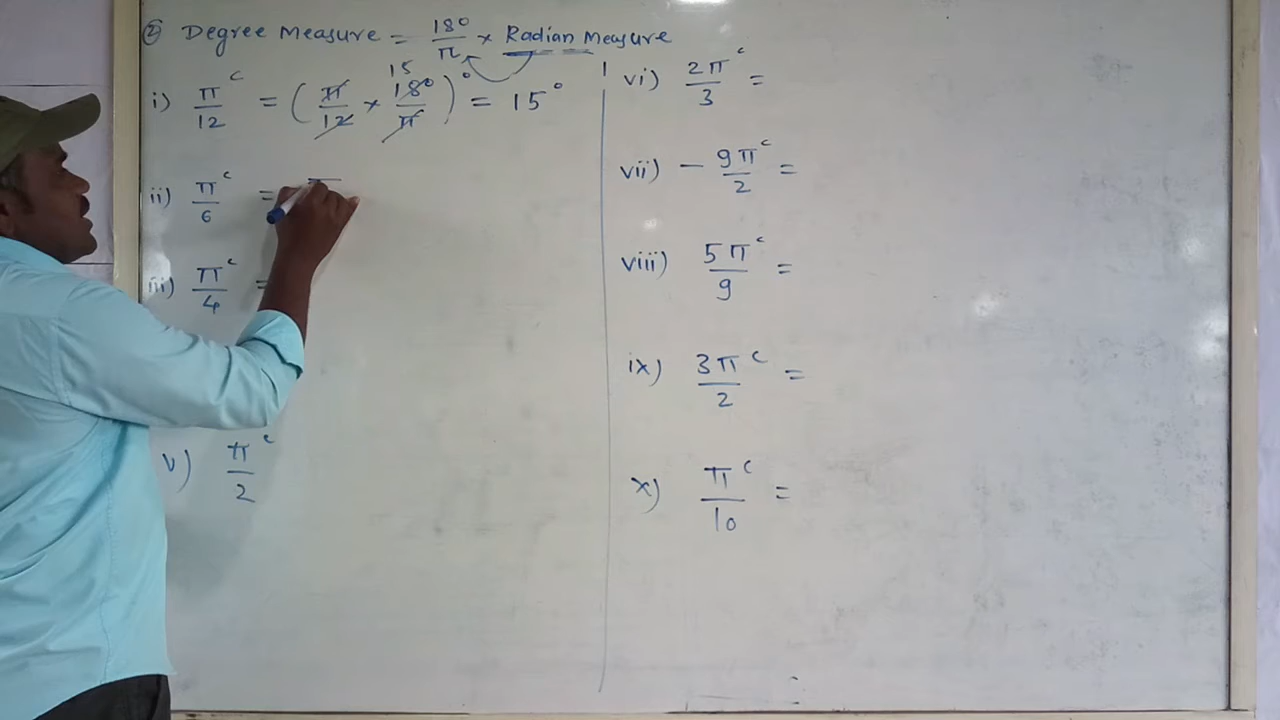 ② Degree Measure = 180/π × Radian Measure
i) π/12 ᶜ = (π/12 × 180/π)° = 15°
15
ii) π/6 ᶜ =
iii) π/4 ᶜ =
v) π/2 ᶜ
vi) 2π/3 ᶜ =
vii) - 9π/2 ᶜ =
viii) 5π/9 ᶜ =
ix) 3π/2 ᶜ =
x) π/10 ᶜ =